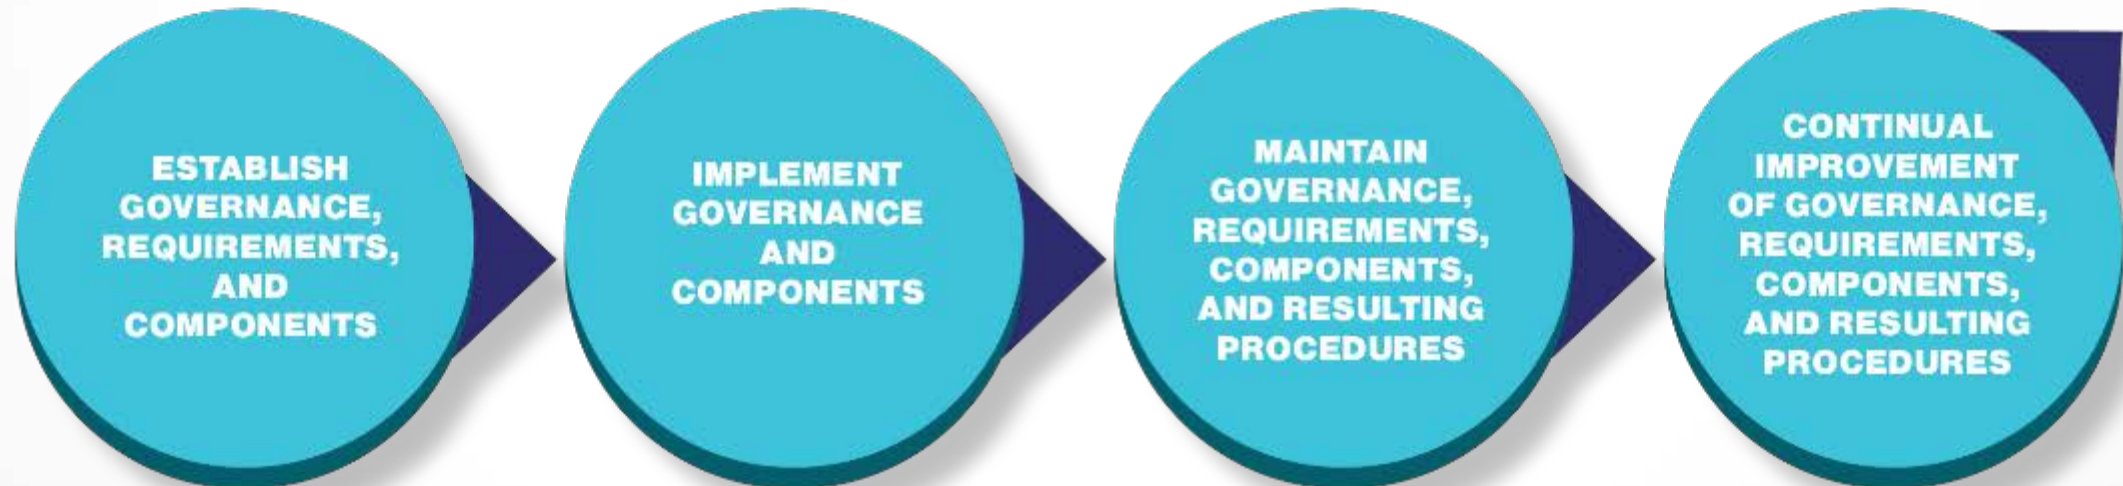 ESTABLISH
GOVERNANCE,
REQUIREMENTS,
AND
COMPONENTS
IMPLEMENT
GOVERNANCE
AND
COMPONENTS
MAINTAIN
GOVERNANCE,
REQUIREMENTS,
COMPONENTS,
AND RESULTING
PROCEDURES
CONTINUAL
IMPROVEMENT
OF GOVERNANCE,
REQUIREMENTS,
COMPONENTS,
AND RESULTING
PROCEDURES